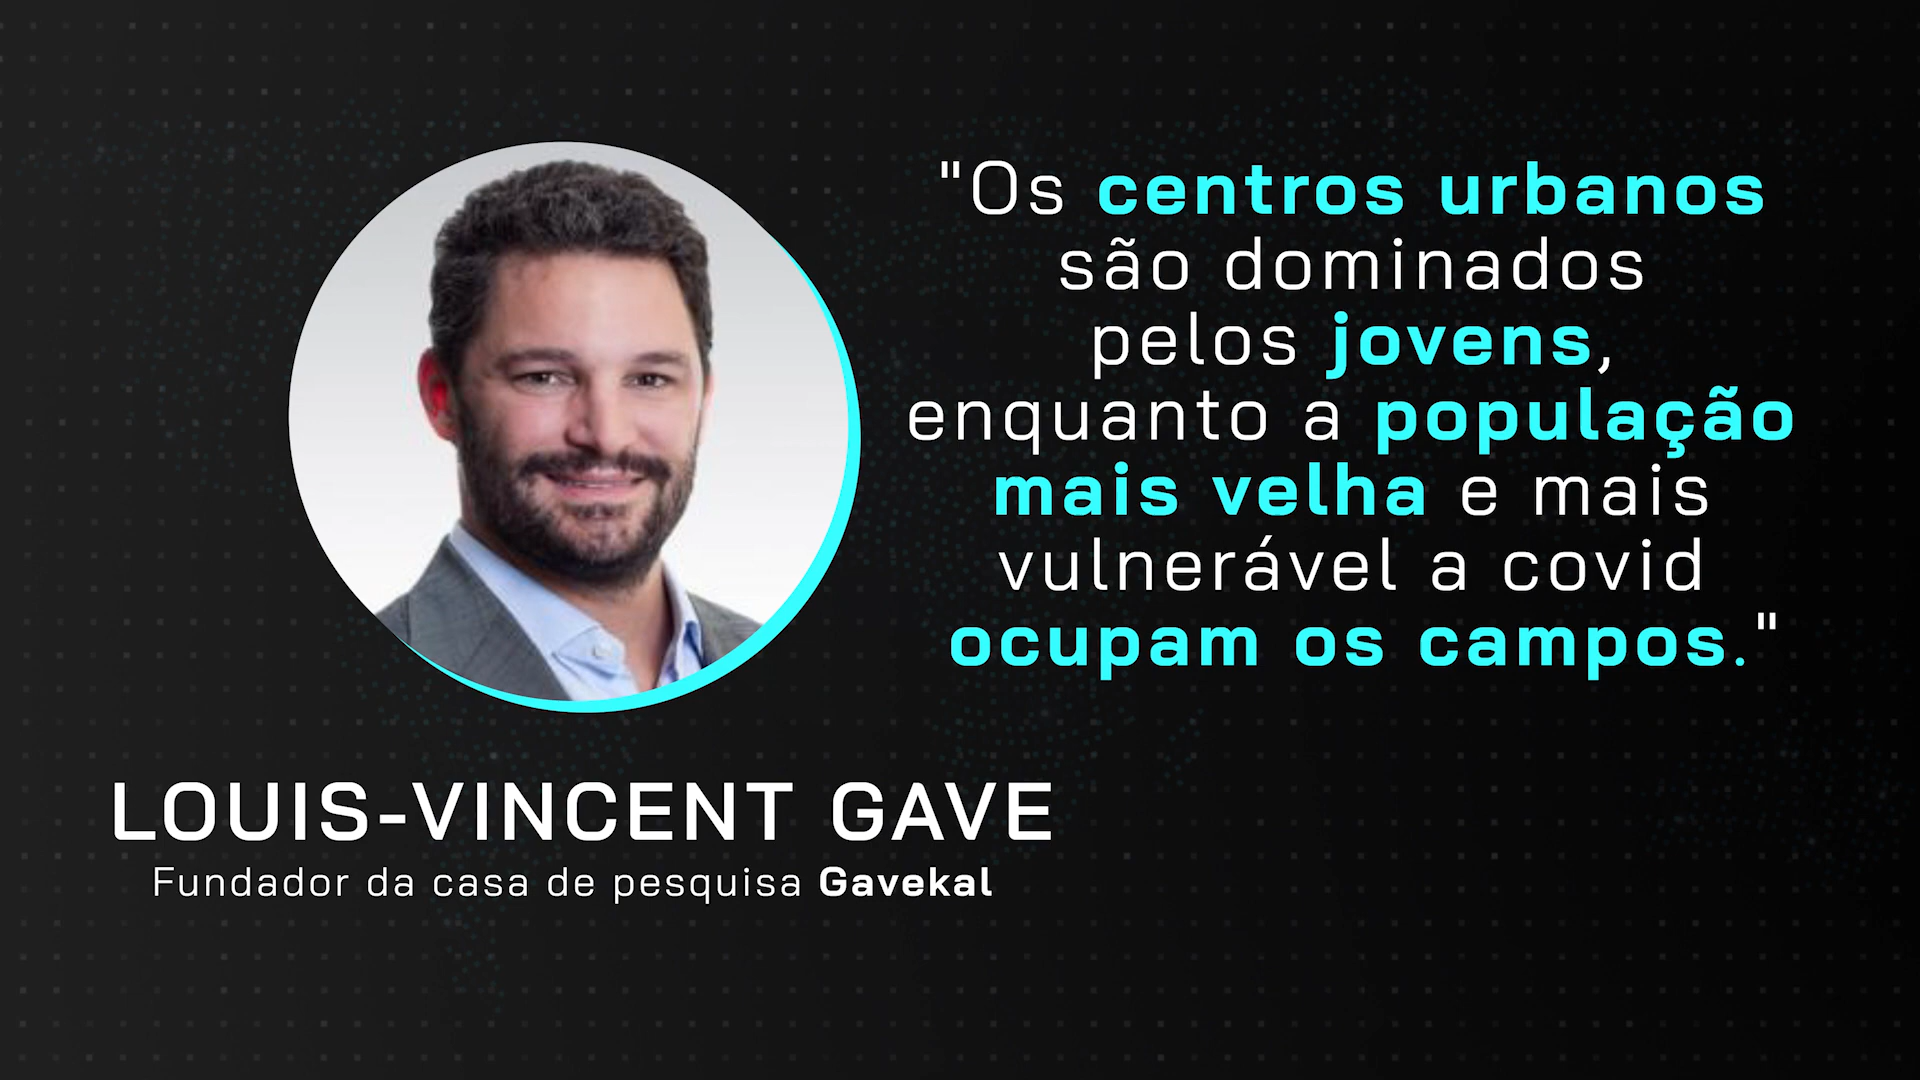 "Os centros urbanos
são dominados
pelos jovens,
enquanto a população
mais velha e mais
vulnerável a covid
ocupam os campos."
LOUIS-VINCENT GAVE
Fundador da casa de pesquisa Gavekal